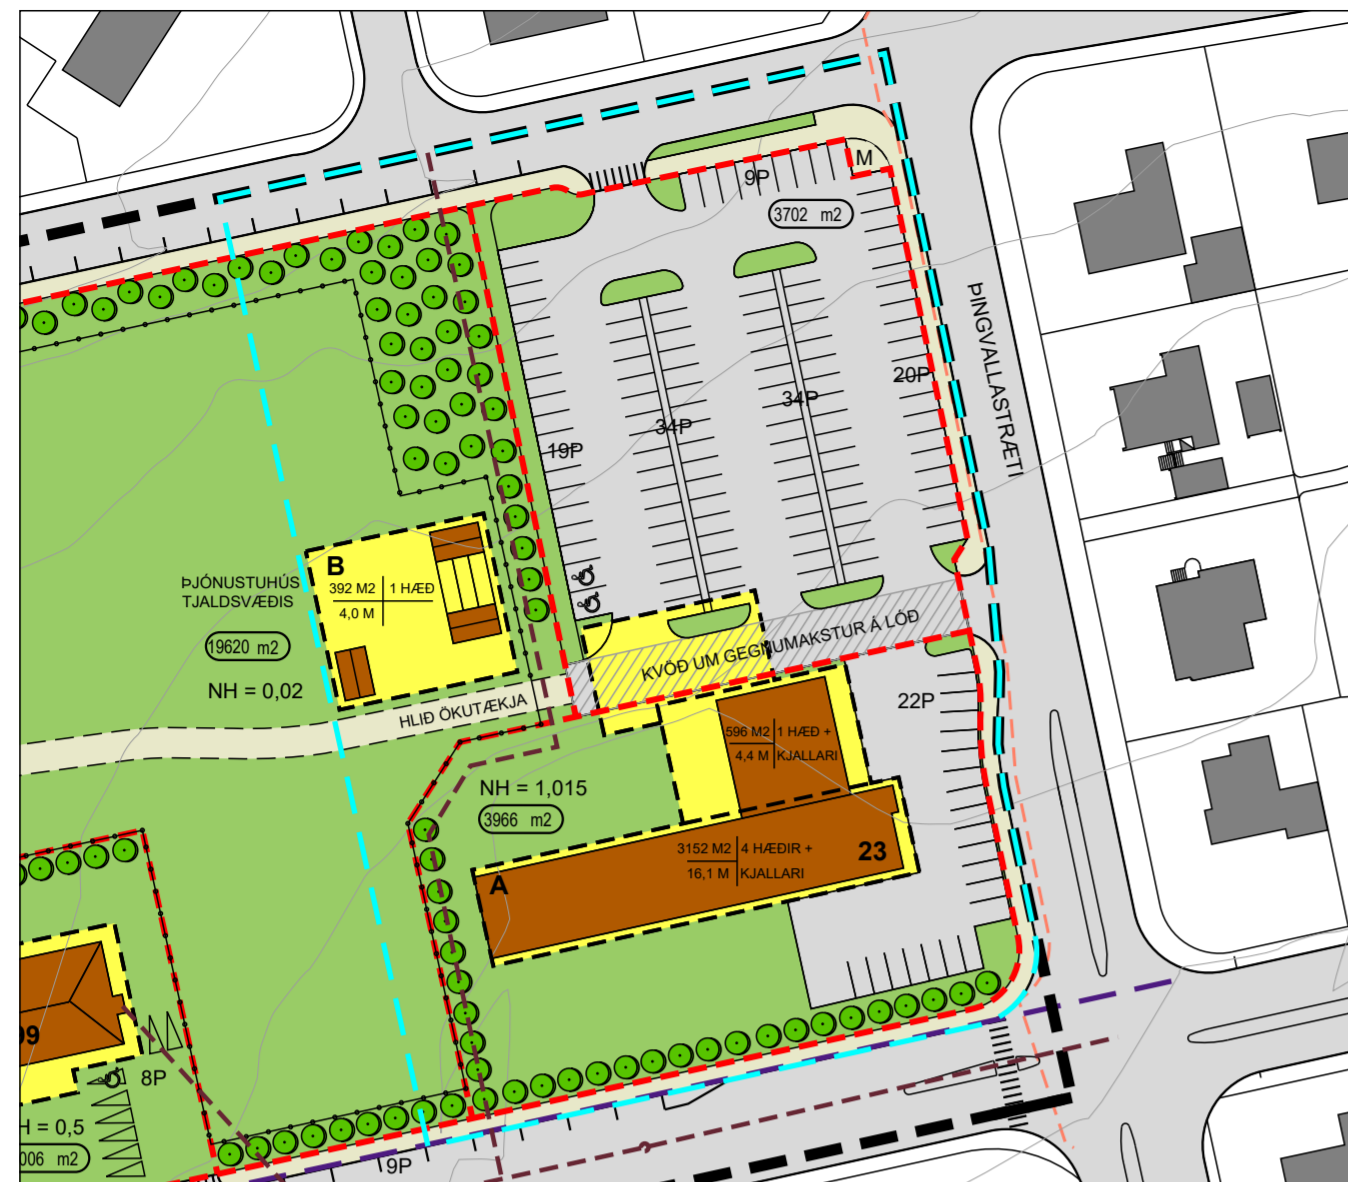 M
9P
3702 m2
ÞINGVALLASTRÆTI
20P
34P
34P
19P
B
392 M2 1 HÆÐ
4,0 M
ÞJÓNUSTUHÚS
TJALDSVÆÐIS
19620 m2
NH = 0,02
KVÖÐ UM GEGNUMAKSTUR Á LÓÐ
HLIÐ ÖKUTÆKJA
22P
596 M2 1 HÆÐ +
4,4 M KJALLARI
NH = 1,015
3966 m2
3152 M2 4 HÆÐIR +
16,1 M KJALLARI
23
A
99
8P
H = 0,5
006 m2
9P